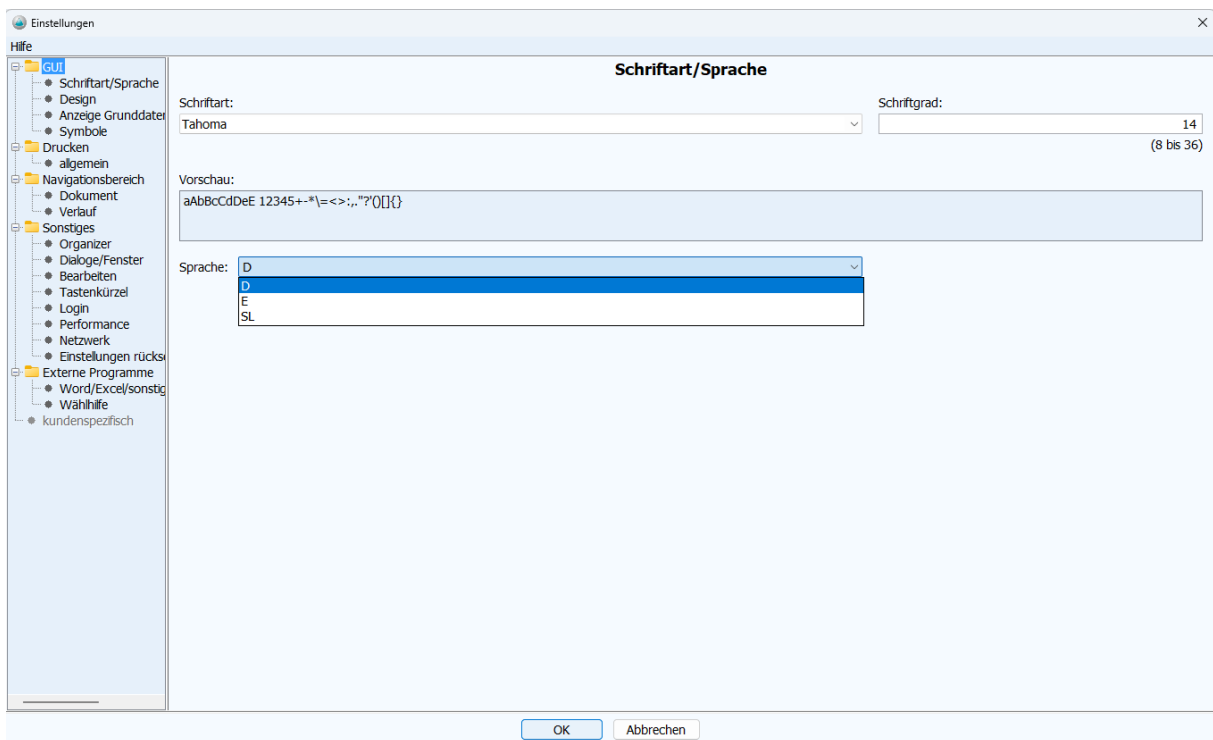 Einstellungen
Hilfe
GUI
Schriftart/Sprache
Design
Anzeige Grunddaten
Symbole
Drucken
allgemein
Navigationsbereich
Dokument
Verlauf
Sonstiges
Organizer
Dialoge/Fenster
Bearbeiten
Tastenkürzel
Login
Performance
Netzwerk
Einstellungen rückse
Externe Programme
Word/Excel/sonstig
Wählhilfe
kundenspezifisch
Schriftart/Sprache
Schriftart:
Schriftgrad:
Tahoma
14
(8 bis 36)
Vorschau:
aAbBcCdDeE 12345+-*\=<>:,."?'()[]{}
Sprache: D
D
E
SL
OK
Abbrechen